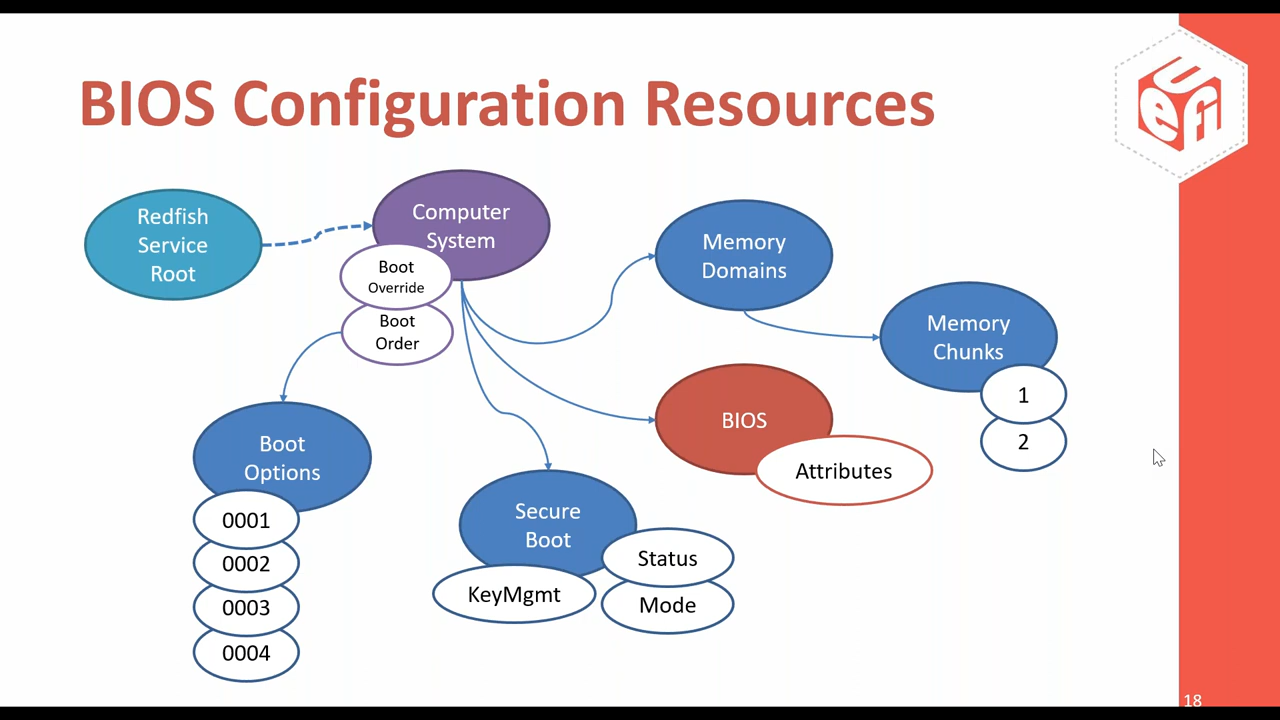 BIOS Configuration Resources
UEFI
Redfish
Service
Root
Computer
System
Boot
Override
Boot
Order
Memory
Domains
Memory
Chunks
1
2
BIOS
Attributes
Boot
Options
0001
0002
0003
0004
Secure
Boot
KeyMgmt
Status
Mode
18